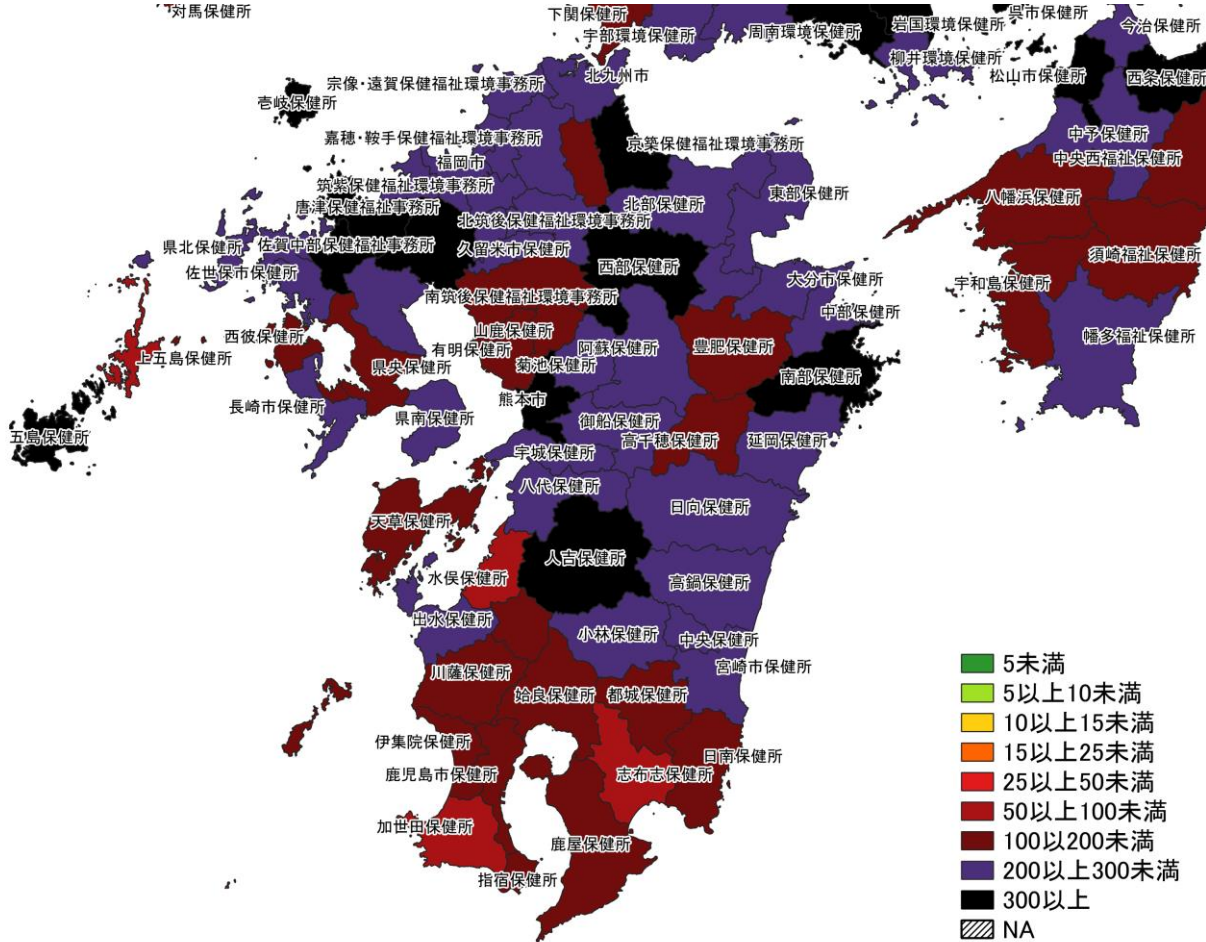 対馬保健所
下関保健所
宇部環境保健所
周南環境保健所
岩国環境保健所
呉市保健所
今治保健所
柳井環境保健所
松山市保健所
西条保健所
北九州市
宗像・遠賀保健福祉環境事務所
壱岐保健所
嘉穂・鞍手保健福祉環境事務所
京築保健福祉環境事務所
中予保健所
福岡市
中央西福祉保健所
筑紫保健福祉環境事務所
東部保健所
八幡浜保健所
唐津保健福祉事務所
北部保健所
北筑後保健福祉環境事務所
県北保健所
佐賀中部保健福祉事務所
久留米市保健所
須崎福祉保健所
佐世保市保健所
西部保健所
大分市保健所
宇和島保健所
南筑後保健福祉環境事務所
中部保健所
西彼保健所
山鹿保健所
幡多福祉保健所
上五島保健所
有明保健所
阿蘇保健所
豊肥保健所
県央保健所
菊池保健所
南部保健所
長崎市保健所
熊本市
県南保健所
御船保健所
五島保健所
高千穂保健所
延岡保健所
宇城保健所
八代保健所
日向保健所
天草保健所
人吉保健所
水俣保健所
高鍋保健所
出水保健所
小林保健所
中央保健所
宮崎市保健所
川薩保健所
姶良保健所
都城保健所
伊集院保健所
日南保健所
鹿児島市保健所
志布志保健所
加世田保健所
鹿屋保健所
指宿保健所
5未満
5以上10未満
10以上15未満
15以上25未満
25以上50未満
50以上100未満
100以200未満
200以上300未満
300以上
NA